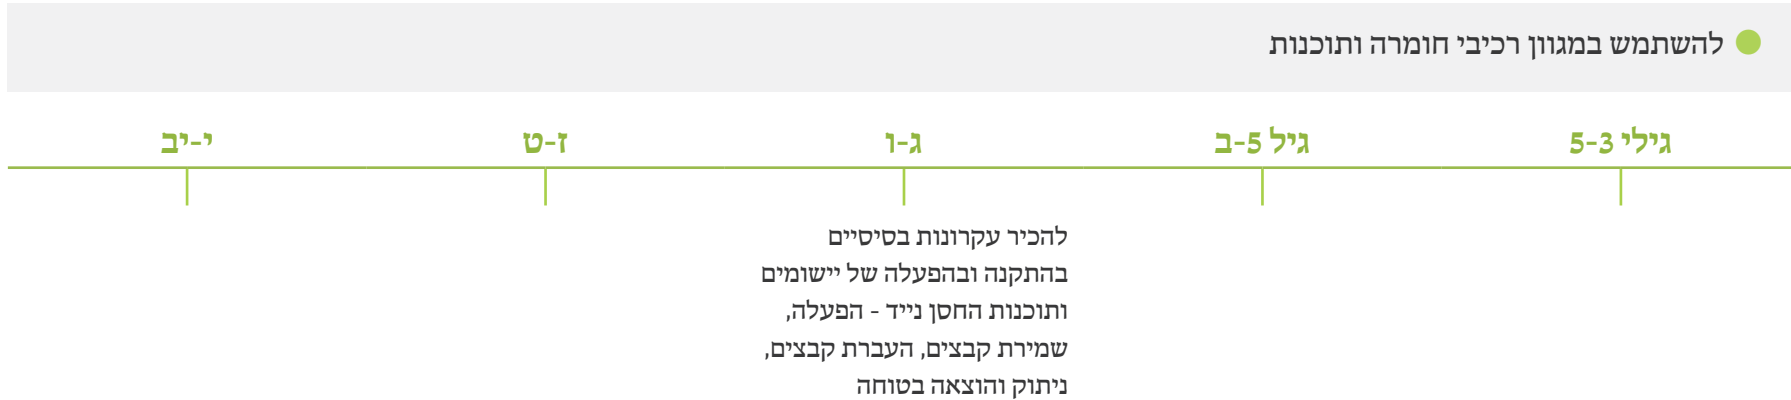 להשתמש במגוון רכיבי חומרה ותוכנות
גילי 5-3
גיל 5-ב
ג-ו
ז-ט
י-יב
להכיר עקרונות בסיסיים
בהתקנה ובהפעלה של יישומים
ותוכנות החסן נייד - הפעלה,
שמירת קבצים, העברת קבצים,
ניתוק והוצאה בטוחה